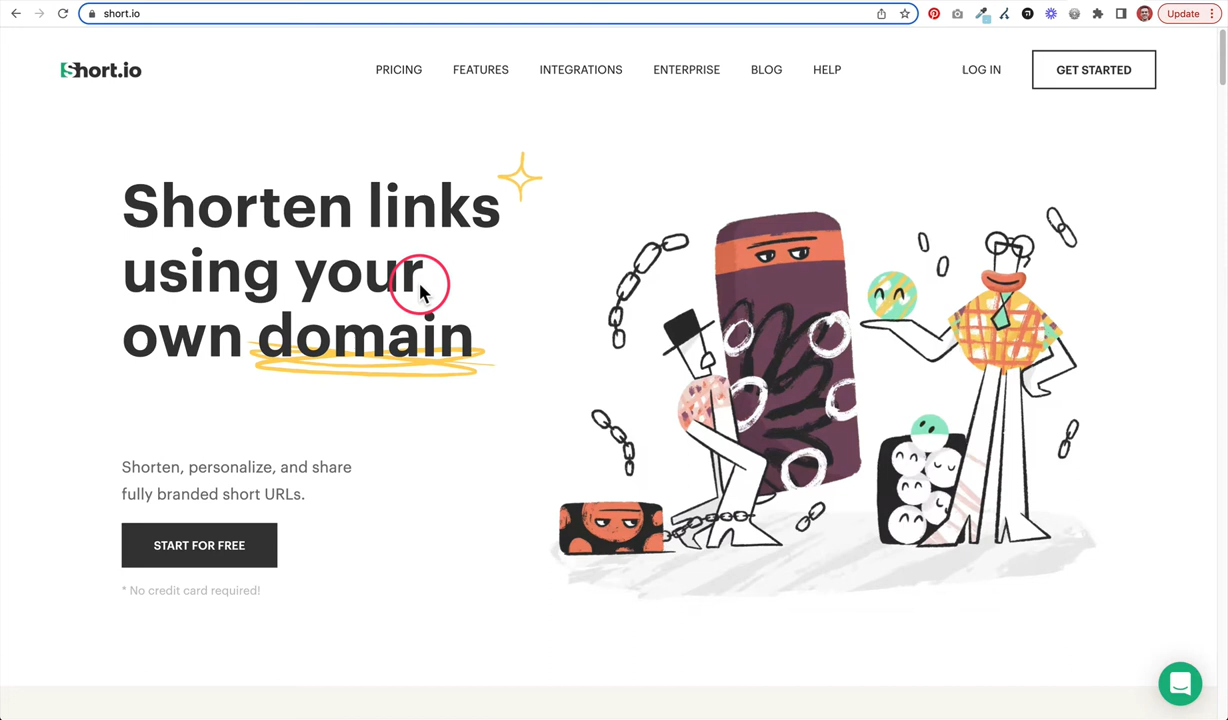 short.io
Update
Short.io
PRICING
FEATURES
INTEGRATIONS
ENTERPRISE
BLOG
HELP
LOG IN
GET STARTED
Shorten links
using your
own domain
Shorten, personalize, and share
fully branded short URLs.
START FOR FREE
* No credit card required!